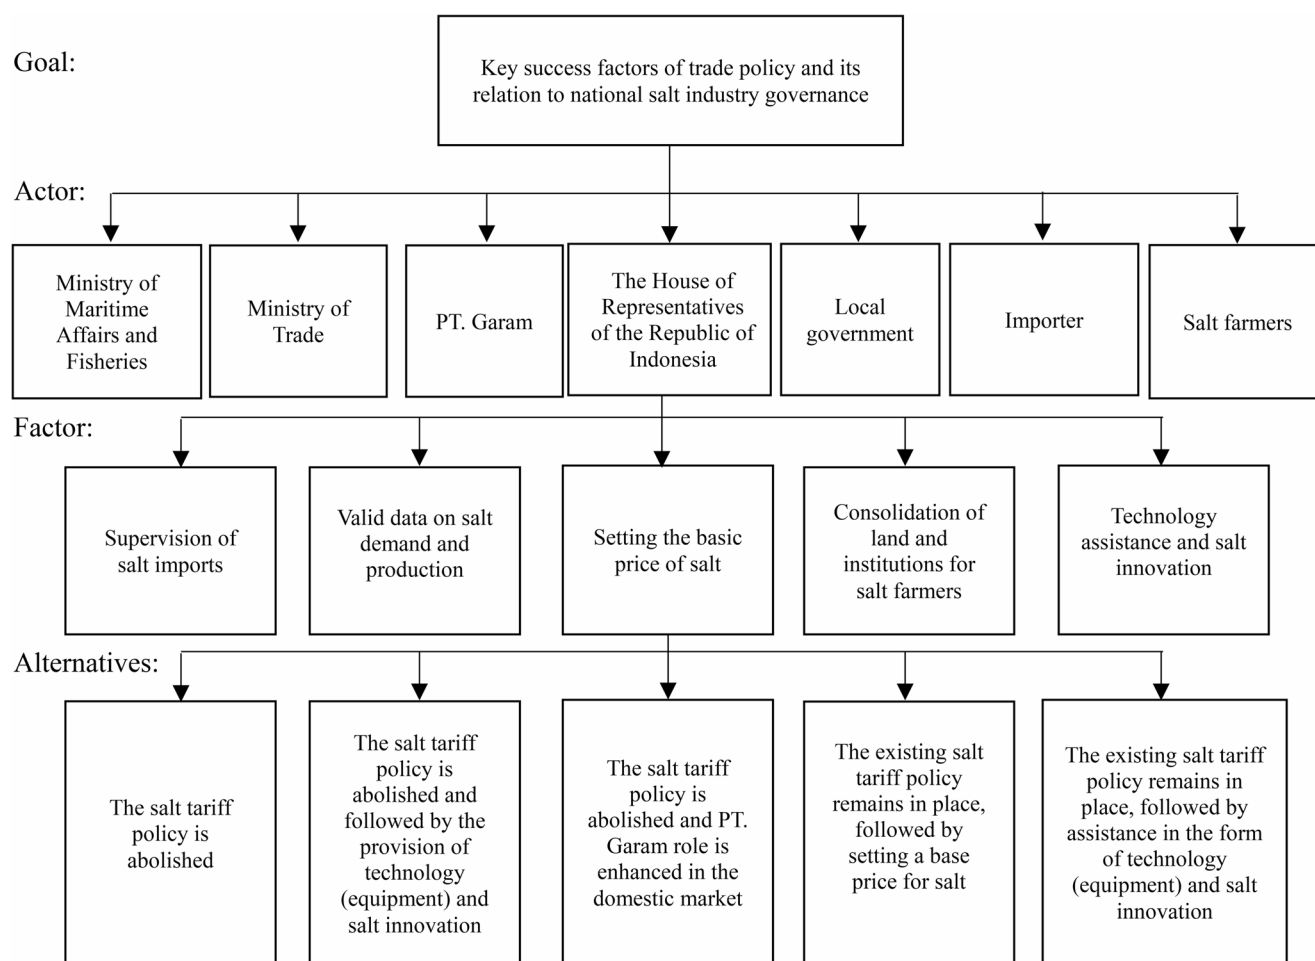 Goal:
Key success factors of trade policy and its
relation to national salt industry governance
Actor:
Ministry of
Maritime
Affairs and
Fisheries
Ministry of
Trade
PT. Garam
The House of
Representatives
of the Republic of
Indonesia
Local
government
Importer
Salt farmers
Factor:
Supervision of
salt imports
Valid data on salt
demand and
production
Setting the basic
price of salt
Consolidation of
land and
institutions for
salt farmers
Technology
assistance and salt
innovation
Alternatives:
The salt tariff
policy is
abolished
The salt tariff
policy is
abolished and
followed by the
provision of
technology
(equipment) and
salt innovation
The salt tariff
policy is
abolished and PT.
Garam role is
enhanced in the
domestic market
The existing salt
tariff policy
remains in place,
followed by
setting a base
price for salt
The existing salt tariff
policy remains in
place, followed by
assistance in the form
of technology
(equipment) and salt
innovation